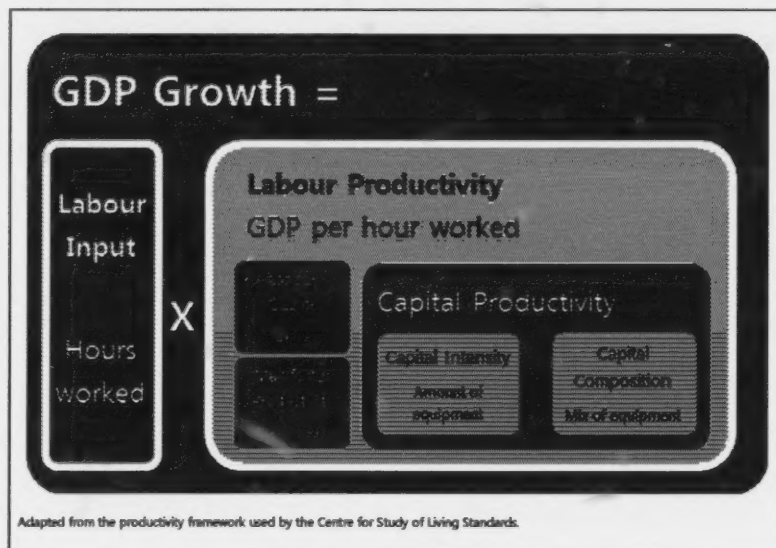 GDP Growth =
Labour
Input
Hours
worked
X
Labour Productivity
GDP per hour worked
Capital Productivity
Capital Intensity
Amount of
equipment
Capital
Composition
Mix of equipment
Adapted from the productivity framework used by the Centre for Study of Living Standards.